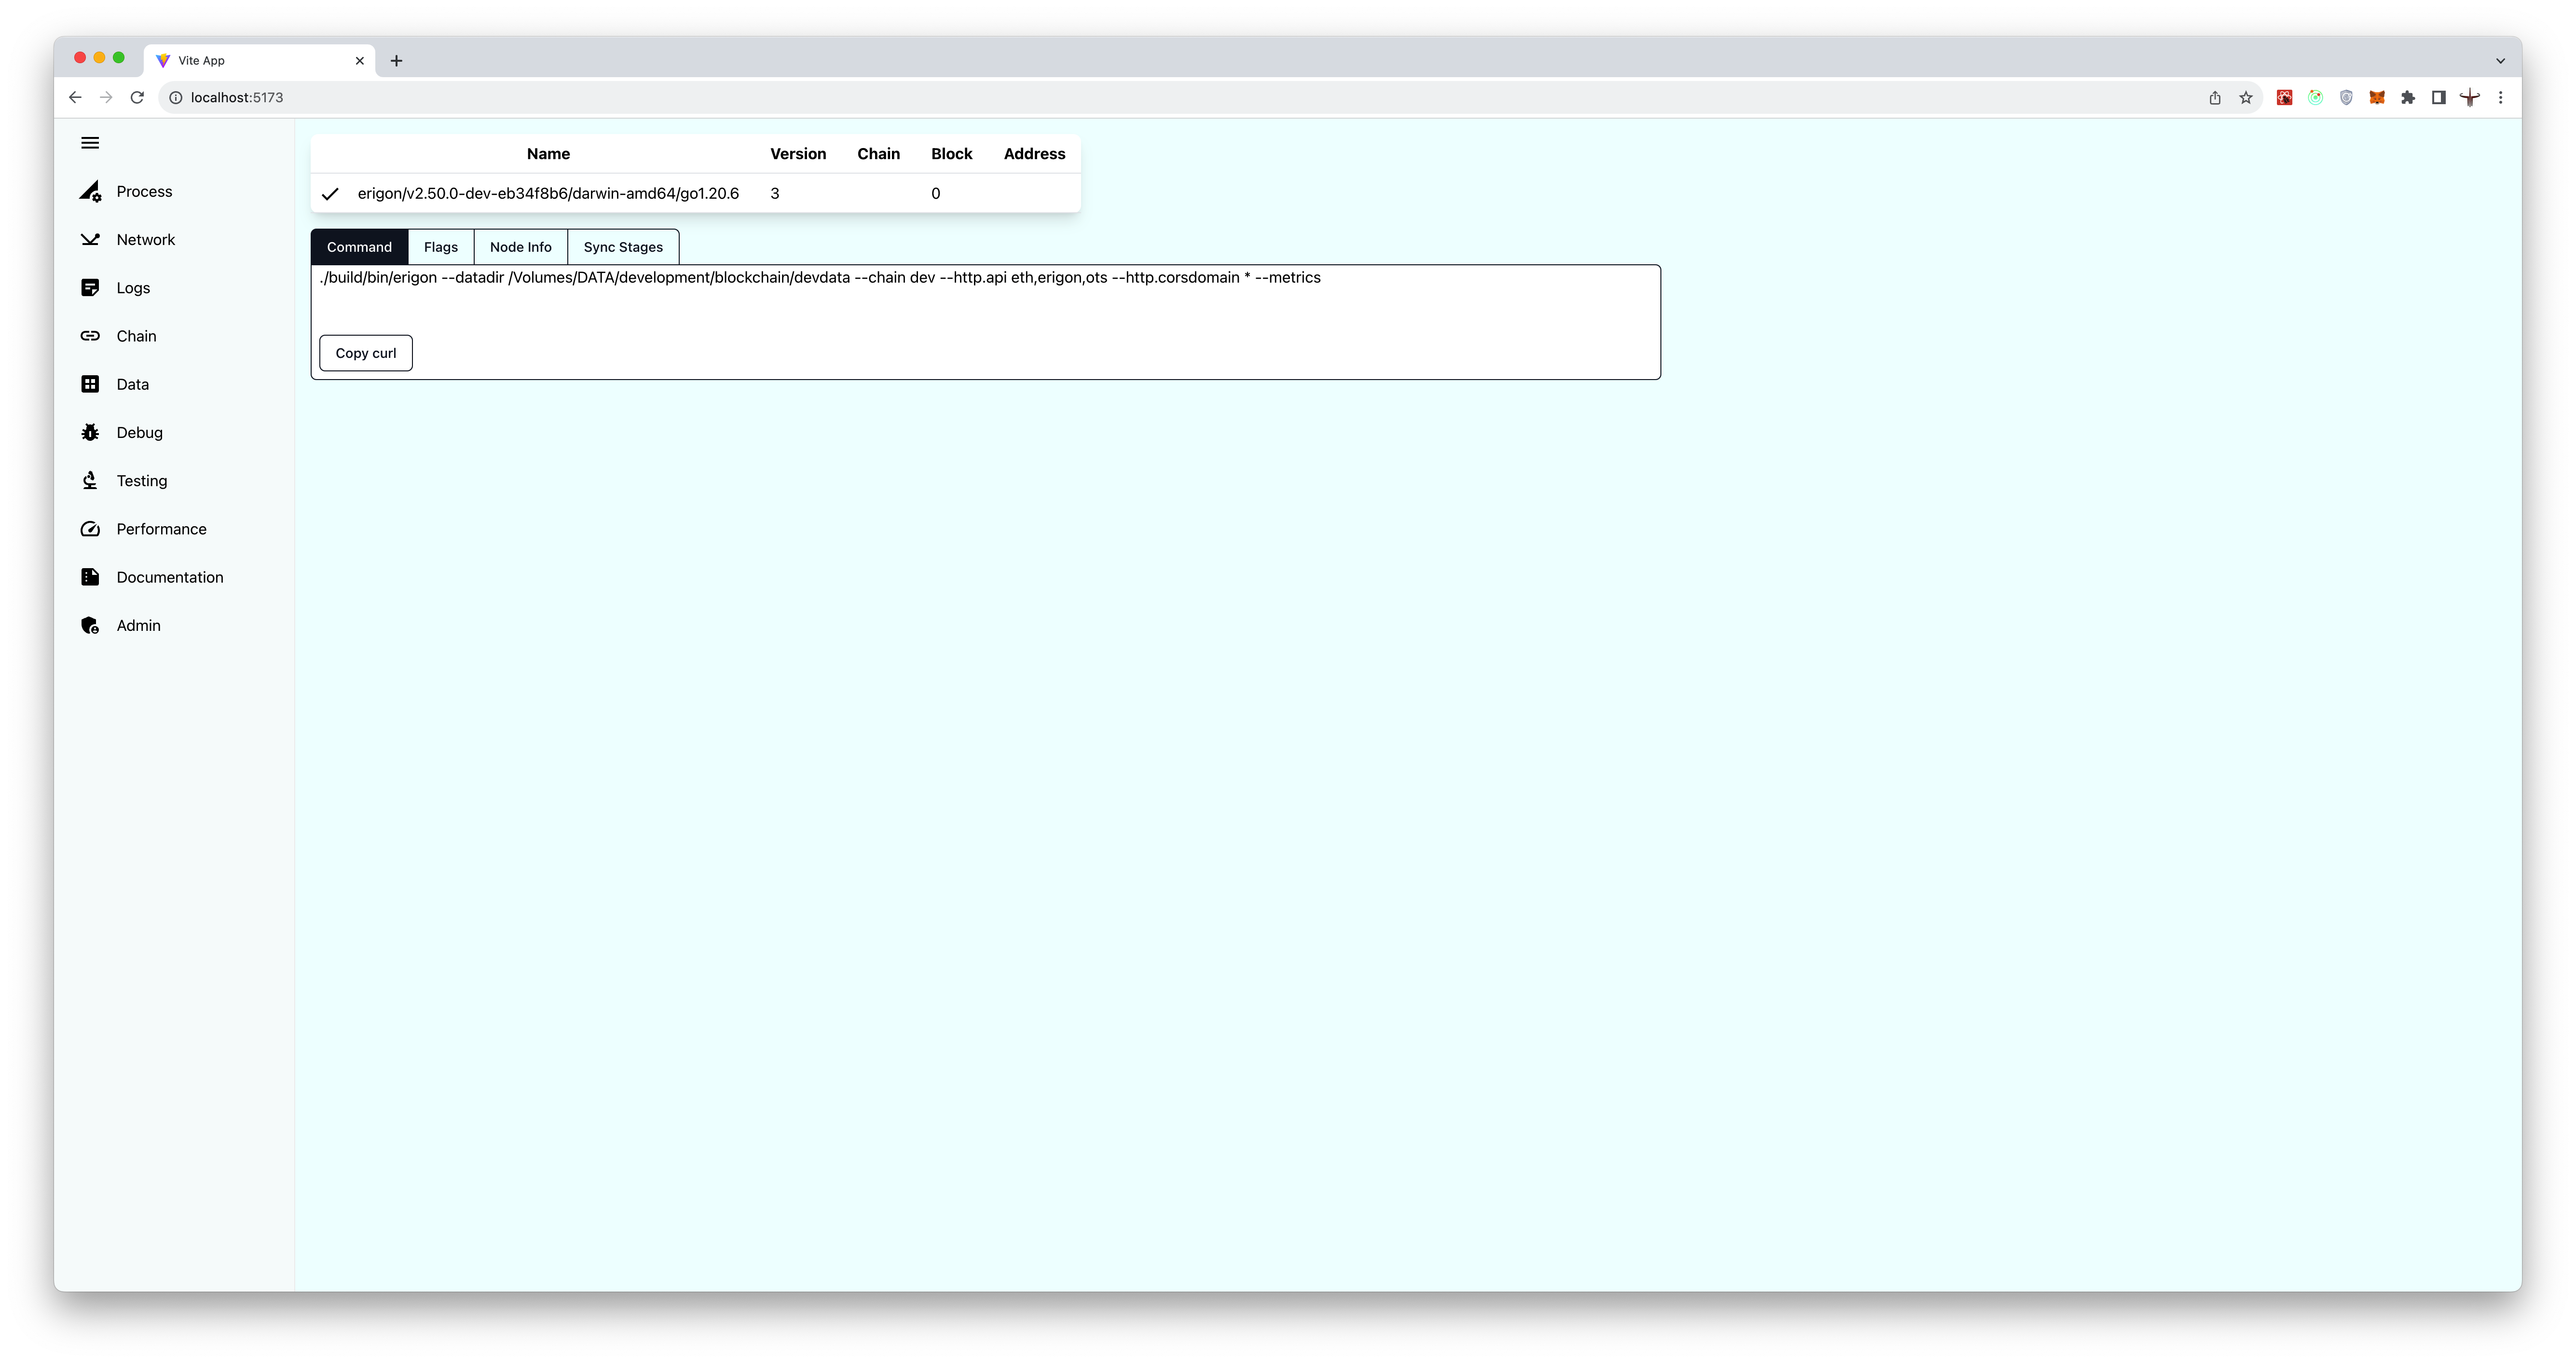 Vite App
localhost:5173
Process
Network
Logs
Chain
Data
Debug
Testing
Performance
Documentation
Admin
Name Version Chain Block Address
erigon/v2.50.0-dev-eb34f8b6/darwin-amd64/go1.20.6 3 0
Command Flags Node Info Sync Stages
./build/bin/erigon --datadir /Volumes/DATA/development/blockchain/devdata --chain dev --http.api eth,erigon,ots --http.corsdomain * --metrics
Copy curl